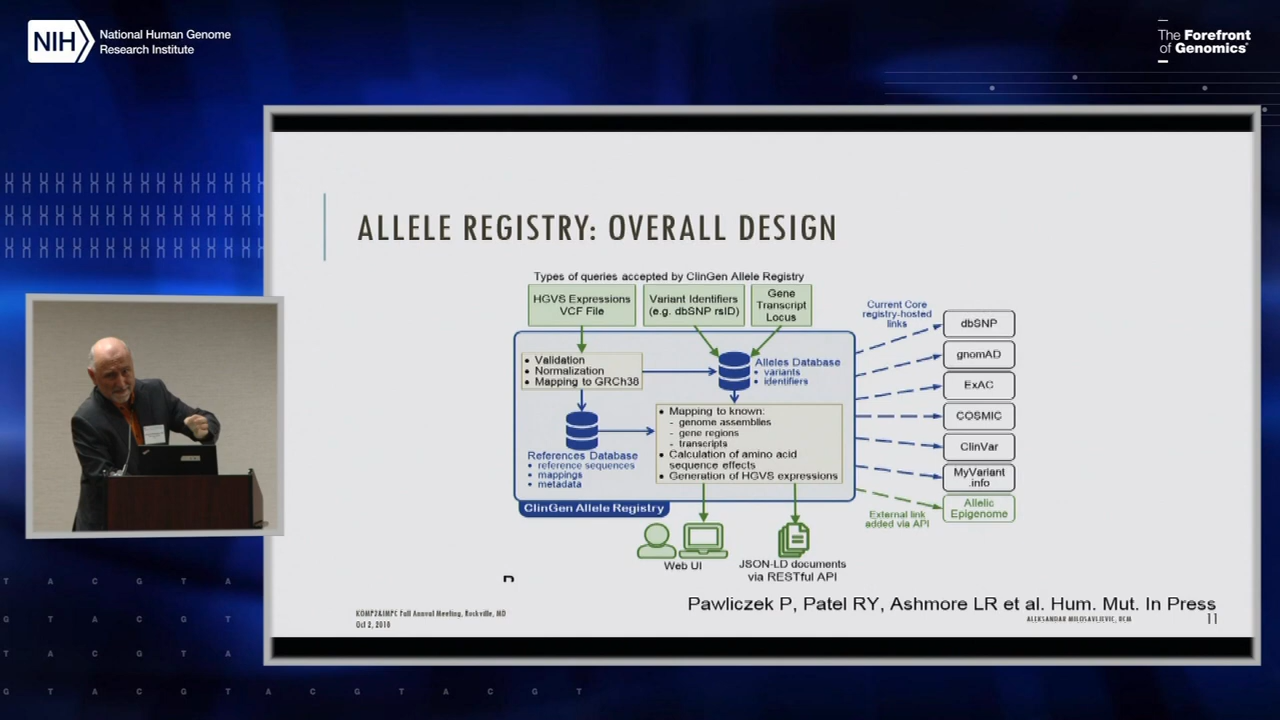 NIH
National Human Genome
Research Institute
The Forefront
of Genomics®
ALLELE REGISTRY: OVERALL DESIGN
Types of queries accepted by ClinGen Allele Registry
HGVS Expressions
VCF File
Variant Identifiers
(e.g. dbSNP rsID)
Gene
Transcript
Locus
• Validation
• Normalization
• Mapping to GRCh38
Alleles Database
• variants
• identifiers
References Database
• reference sequences
• mappings
• metadata
• Mapping to known:
- genome assemblies
- gene regions
- transcripts
• Calculation of amino acid
sequence effects
• Generation of HGVS expressions
ClinGen Allele Registry
Current Core
registry-hosted
links
dbSNP
gnomAD
ExAC
COSMIC
ClinVar
MyVariant
.info
Allelic
Epigenome
External link
added via API
Web UI
JSON-LD documents
via RESTful API
Pawliczek P, Patel RY, Ashmore LR et al. Hum. Mut. In Press
KOMP2&IMPC Fall Annual Meeting, Rockville, MD
Oct 2, 2018
ALEKSANDAR MILOSAVLJEVIC, BCM
11
T A C G T A
G T A C G T A
T A C G T A
G T A C G T A C G T A C G T